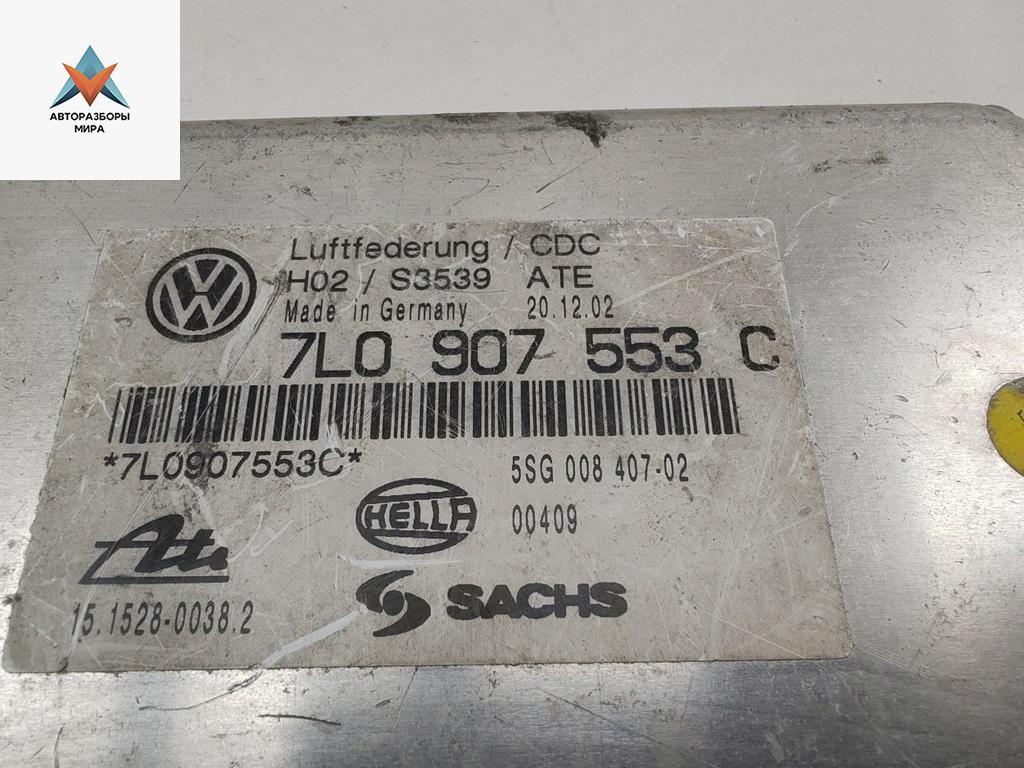 АВТОРАЗБОРЫ
МИРА
Luftfederung / CDC
H02 / S3539 ATE
Made in Germany 20.12.02
7L0 907 553 C
*7L0907553C*
5SG 008 407-02
HELLA
00409
Ate
SACHS
15.1528-0038.2